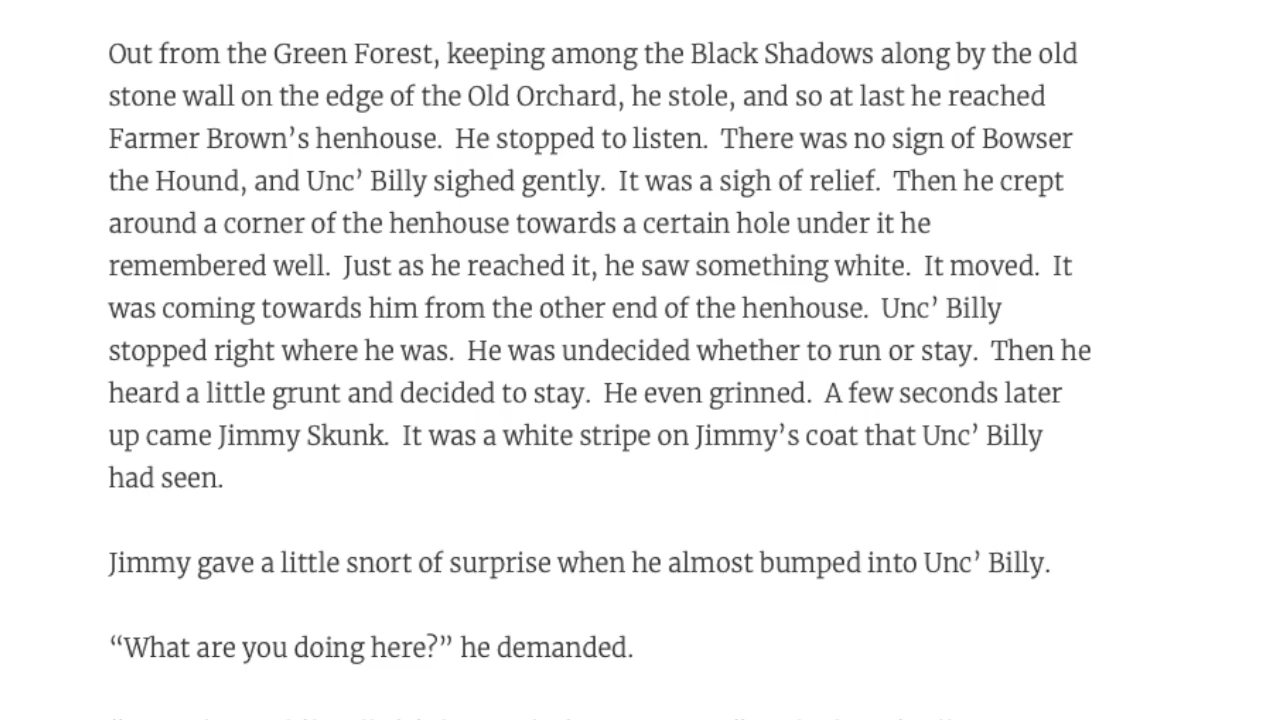 Out from the Green Forest, keeping among the Black Shadows along by the old
stone wall on the edge of the Old Orchard, he stole, and so at last he reached
Farmer Brown’s henhouse.  He stopped to listen.  There was no sign of Bowser
the Hound, and Unc’ Billy sighed gently.  It was a sigh of relief.  Then he crept
around a corner of the henhouse towards a certain hole under it he
remembered well.  Just as he reached it, he saw something white.  It moved.  It
was coming towards him from the other end of the henhouse.  Unc’ Billy
stopped right where he was.  He was undecided whether to run or stay.  Then he
heard a little grunt and decided to stay.  He even grinned.  A few seconds later
up came Jimmy Skunk.  It was a white stripe on Jimmy’s coat that Unc’ Billy
had seen.
Jimmy gave a little snort of surprise when he almost bumped into Unc’ Billy.
“What are you doing here?” he demanded.